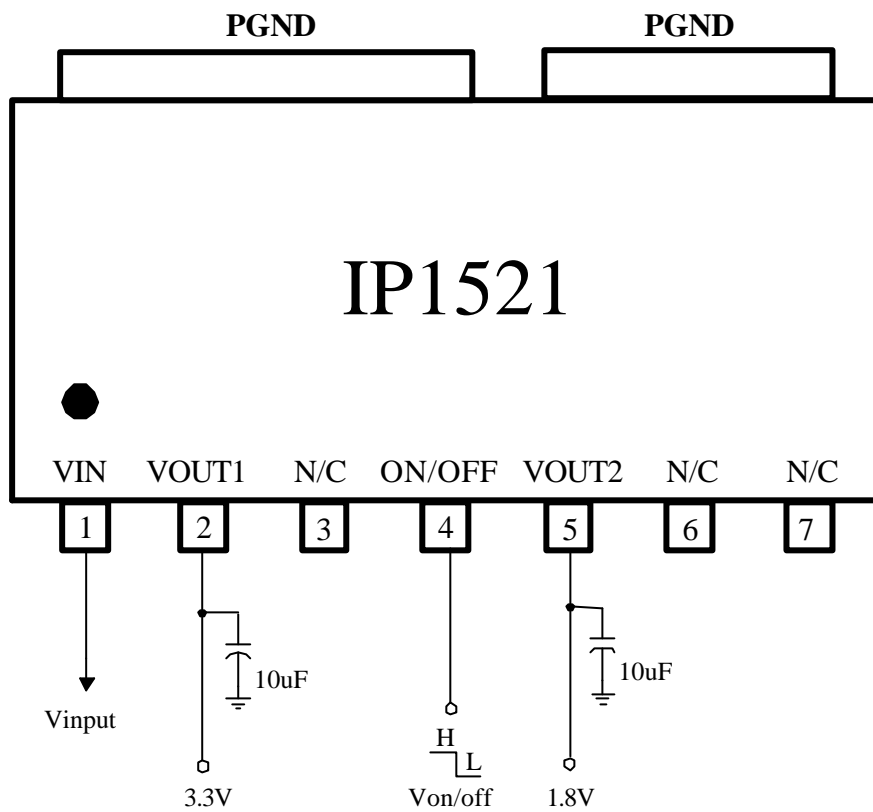 PGND PGND
IP1521
VIN VOUT1 N/C ON/OFF VOUT2 N/C N/C
1 2 3 4 5 6 7
10uF 10uF
Vinput
H
L
3.3V Von/off 1.8V